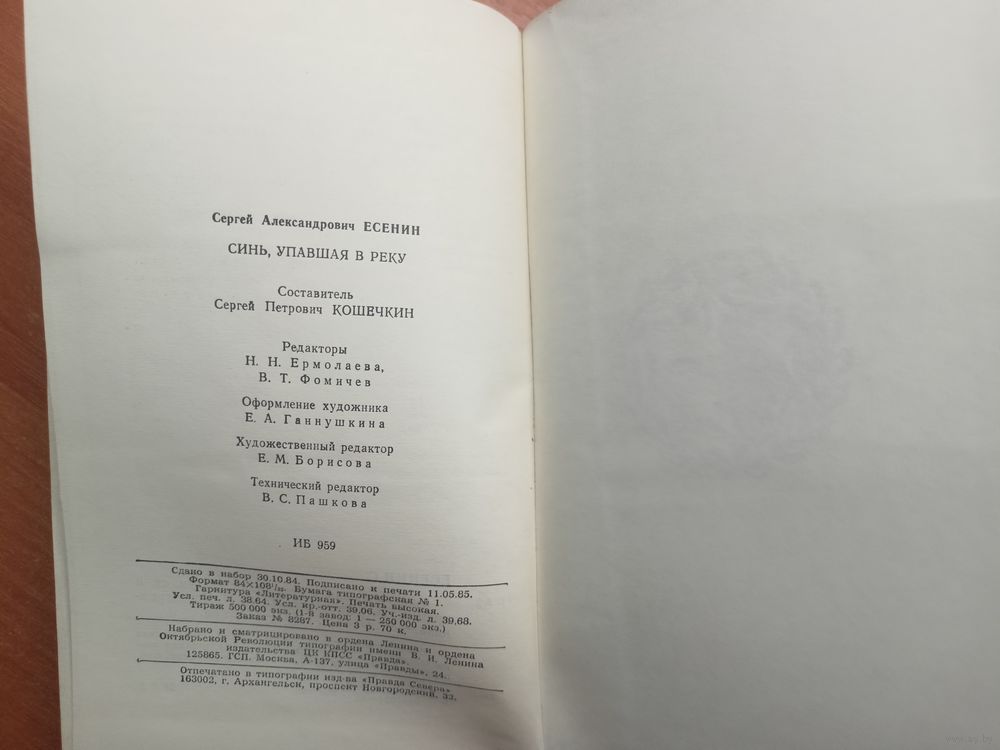 Сергей Александрович ЕСЕНИН
СИНЬ, УПАВШАЯ В РЕКУ
Составитель
Сергей Петрович КОШЕЧКИН
Редакторы
Н. Н. Ермолаева,
В. Т. Фомичев
Оформление художника
Е. А. Ганнушкина
Художественный редактор
Е. М. Борисова
Технический редактор
В. С. Пашкова
ИБ 959
Сдано в набор 30.10.84. Подписано к печати 11.05.85.
Формат 84×108¹/₃₂. Бумага типографская № 1.
Гарнитура «Литературная». Печать высокая.
Усл. печ. л. 38.64. Усл. кр.-отт. 39.06. Уч.-изд. л. 39,68.
Тираж 500 000 экз. (1-й завод: 1 — 250 000 экз.)
Заказ № 8287. Цена 3 р. 70 к.
Набрано и сматрицировано в ордена Ленина и ордена
Октябрьской Революции типографии имени В. И. Ленина
издательства ЦК КПСС «Правда».
125865. ГСП. Москва, А-137, улица «Правды», 24.
Отпечатано в типографии изд-ва «Правда Севера»
163002, г. Архангельск, проспект Новгородский, 32.